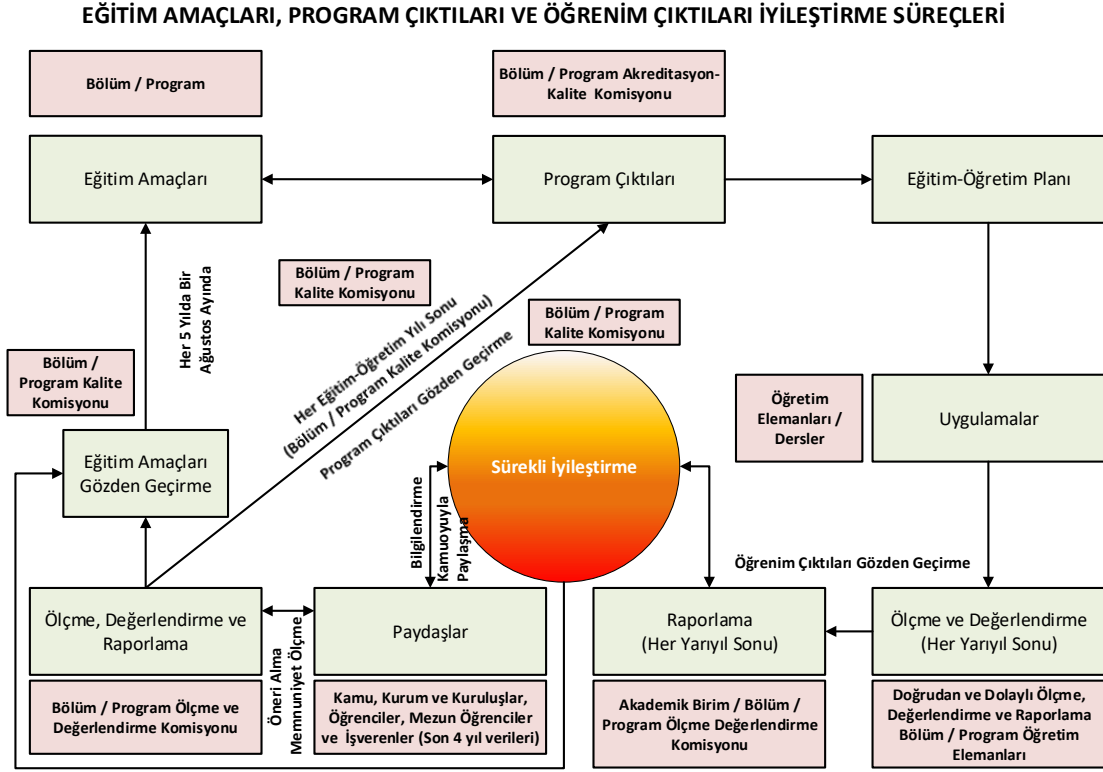 EĞİTİM AMAÇLARI, PROGRAM ÇIKTILARI VE ÖĞRENİM ÇIKTILARI İYİLEŞTİRME SÜREÇLERİ
Bölüm / Program
Bölüm / Program Akreditasyon-
Kalite Komisyonu
Eğitim Amaçları
Program Çıktıları
Eğitim-Öğretim Planı
Her 5 Yılda Bir
Ağustos Ayında
Bölüm / Program
Kalite Komisyonu
Her Eğitim-Öğretim Yılı Sonu
(Bölüm / Program Kalite Komisyonu)
Program Çıktıları Gözden Geçirme
Bölüm / Program
Kalite Komisyonu
Bölüm /
Program Kalite
Komisyonu
Öğretim
Elemanları /
Dersler
Uygulamalar
Eğitim Amaçları
Gözden Geçirme
Sürekli İyileştirme
Bilgilendirme
Kamuoyuyla
Paylaşma
Öğrenim Çıktıları Gözden Geçirme
Ölçme, Değerlendirme ve
Raporlama
Öneri Alma
Memnuniyet Ölçme
Paydaşlar
Raporlama
(Her Yarıyıl Sonu)
Ölçme ve Değerlendirme
(Her Yarıyıl Sonu)
Bölüm / Program Ölçme ve
Değerlendirme Komisyonu
Kamu, Kurum ve Kuruluşlar,
Öğrenciler, Mezun Öğrenciler
ve İşverenler (Son 4 yıl verileri)
Akademik Birim / Bölüm /
Program Ölçme Değerlendirme
Komisyonu
Doğrudan ve Dolaylı Ölçme,
Değerlendirme ve Raporlama
Bölüm / Program Öğretim
Elemanları